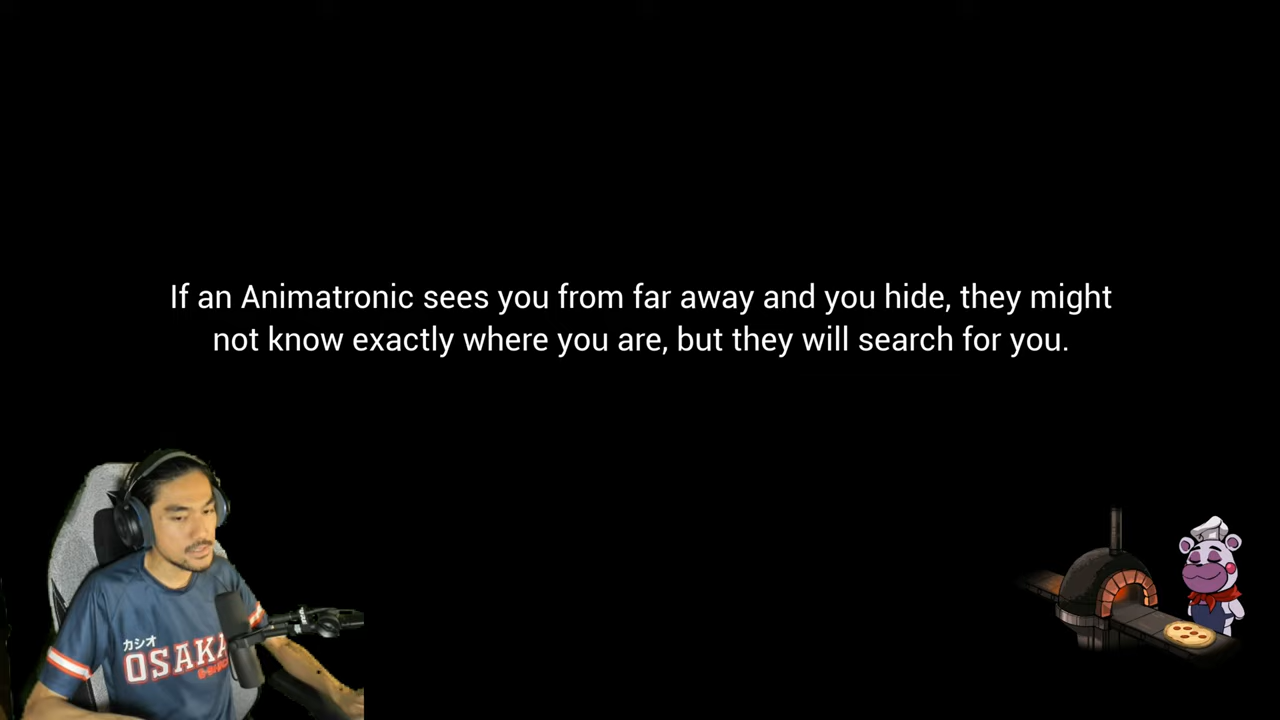 If an Animatronic sees you from far away and you hide, they might
not know exactly where you are, but they will search for you.
カシオ
OSAKA